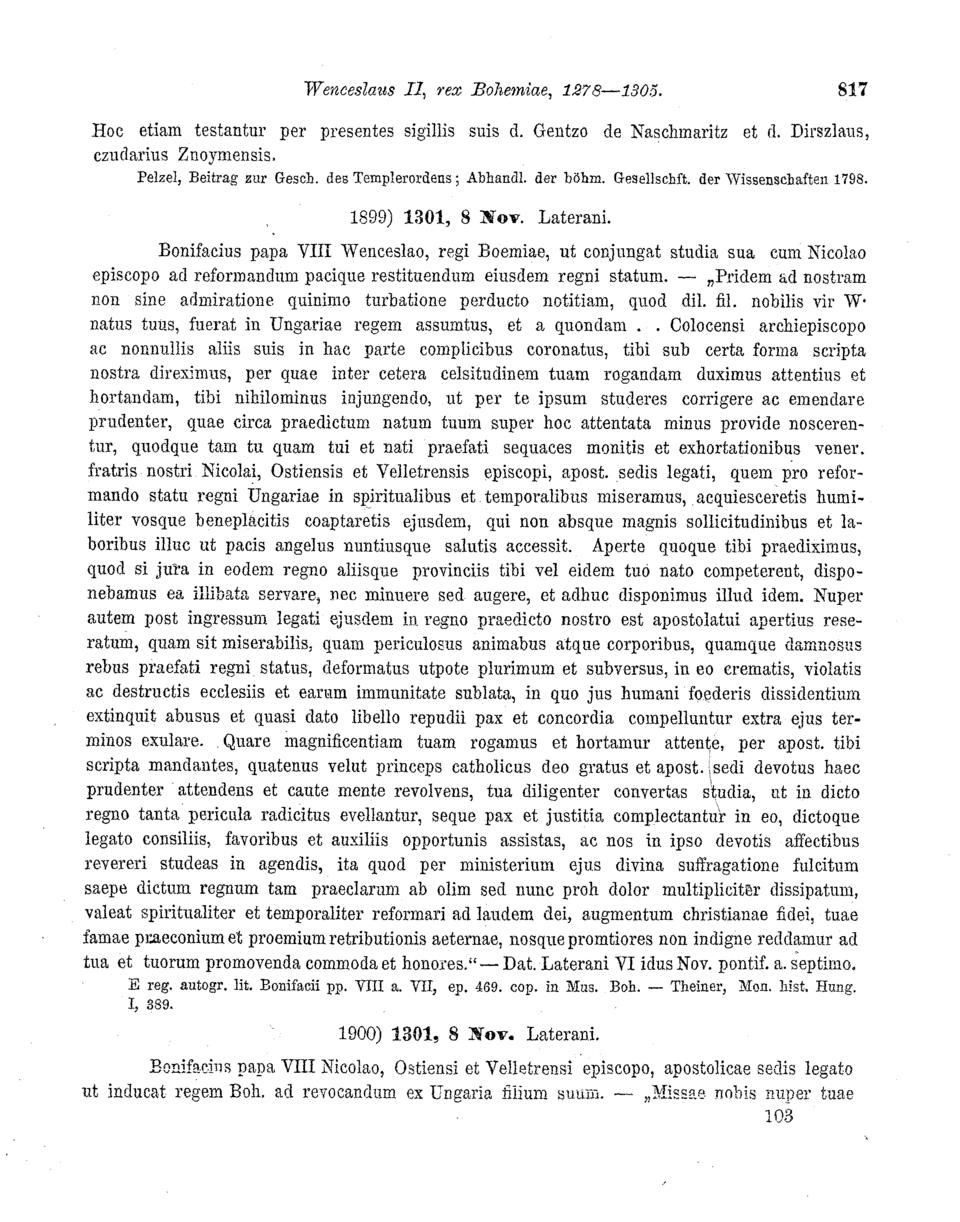 Wenceslaus II, rex Bohemiae, 1278—1305. 817
Hoc etiam testantur per presentes sigillis suis d. Gentzo de Naschmaritz et d. Dirszlaus,
czudarius Znoymensis.
Pelzel, Beitrag zur Gesch. des Templerordens; Abhandl. der böhm. Gesellschft. der Wissenschaften 1798.
1899) 1301, 8 Nov. Laterani.
Bonifacius papa VIII Wenceslao, regi Boemiae, ut conjungat studia sua cum Nicolao
episcopo ad reformandum pacique restituendum eiusdem regni statum. — „Pridem ad nostram
non sine admiratione quinimo turbatione perducto notitiam, quod dil. fil. nobilis vir W.
natus tuus, fuerat in Ungariae regem assumtus, et a quondam . . Colocensi archiepiscopo
ac nonnullis aliis suis in hac parte complicibus coronatus, tibi sub certa forma scripta
nostra direximus, per quae inter cetera celsitudinem tuam rogandam duximus attentius et
hortandam, tibi nihilominus injungendo, ut per te ipsum studeres corrigere ac emendare
prudenter, quae circa praedictum natum tuum super hoc attentata minus provide nosceren-
tur, quodque tam tu quam tui et nati praefati sequaces monitis et exhortationibus vener.
fratris nostri Nicolai, Ostiensis et Velletrensis episcopi, apost. sedis legati, quem pro refor-
mando statu regni Ungariae in spiritualibus et temporalibus miseramus, acquiesceretis humi-
liter vosque beneplacitis coaptaretis ejusdem, qui non absque magnis sollicitudinibus et la-
boribus illuc ut pacis angelus nuntiusque salutis accessit. Aperte quoque tibi praediximus,
quod si jura in eodem regno aliisque provinciis tibi vel eidem tuo nato competerent, dispo-
nebamus ea illibata servare, nec minuere sed augere, et adhuc disponimus illud idem. Nuper
autem post ingressum legati ejusdem in regno praedicto nostro est apostolatui apertius rese-
ratum, quam sit miserabilis, quam periculosus animabus atque corporibus, quamque damnosus
rebus praefati regni status, deformatus utpote plurimum et subversus, in eo crematis, violatis
ac destructis ecclesiis et earum immunitate sublata, in quo jus humani foederis dissidentium
extinquit abusus et quasi dato libello repudii pax et concordia compelluntur extra ejus ter-
minos exulare. Quare magnificentiam tuam rogamus et hortamur attente, per apost. tibi
scripta mandantes, quatenus velut princeps catholicus deo gratus et apost. sedi devotus haec
prudenter attendens et caute mente revolvens, tua diligenter convertas studia, ut in dicto
regno tanta pericula radicitus evellantur, seque pax et justitia complectantur in eo, dictoque
legato consiliis, favoribus et auxiliis opportunis assistas, ac nos in ipso devotis affectibus
revereri studeas in agendis, ita quod per ministerium ejus divina suffragatione fulcitum
saepe dictum regnum tam praeclarum ab olim sed nunc proh dolor multipliciter dissipatum,
valeat spiritualiter et temporaliter reformari ad laudem dei, augmentum christianae fidei, tuae
famae praeconium et proemium retributionis aeternae, nosque promtiores non indigne reddamur ad
tua et tuorum promovenda commoda et honores.“ — Dat. Laterani VI idus Nov. pontif. a. septimo.
E reg. autogr. lit. Bonifacii pp. VIII a. VII, ep. 469. cop. in Mus. Boh. — Theiner, Mon. hist. Hung.
I, 389.
1900) 1301, 8 Nov. Laterani.
Bonifacius papa VIII Nicolao, Ostiensi et Velletrensi episcopo, apostolicae sedis legato
ut inducat regem Boh. ad revocandum ex Ungaria filium suum. — „Missae nobis nuper tuae
103